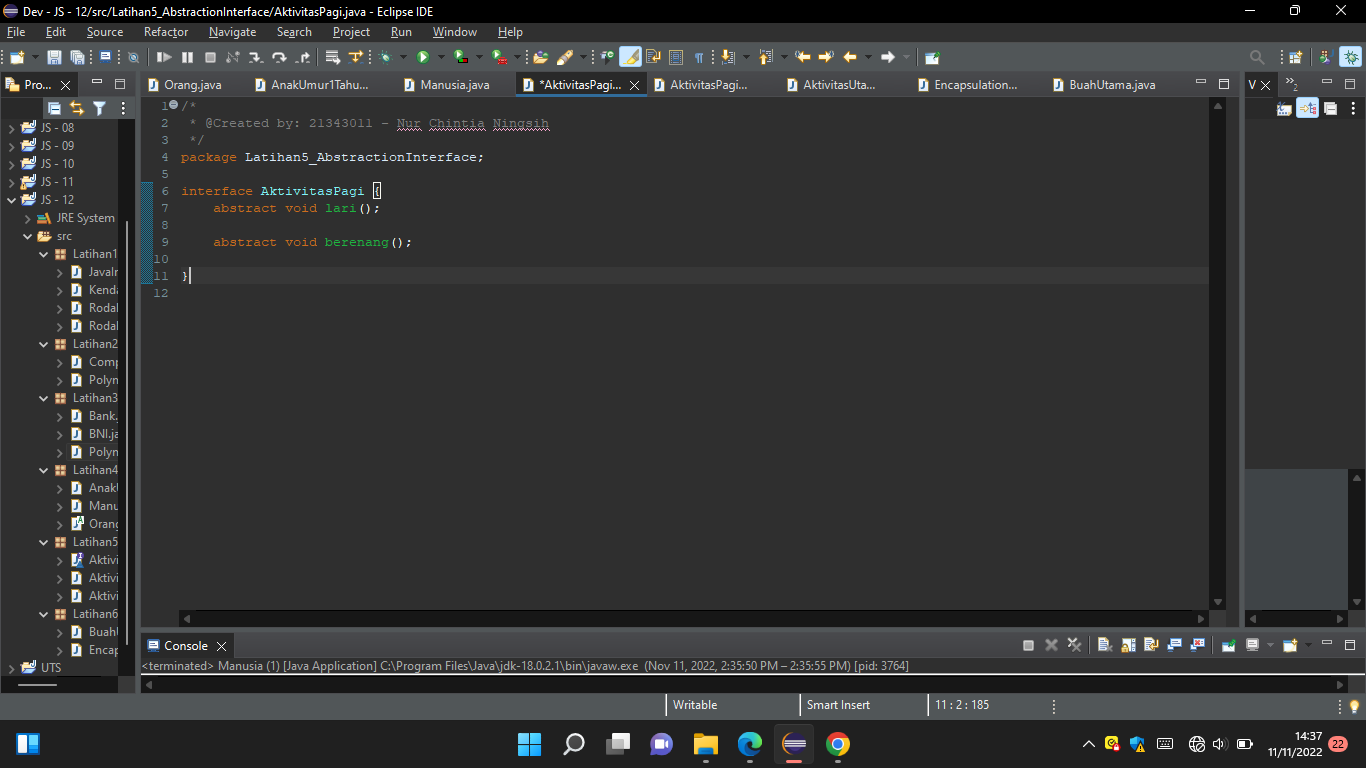 Dev - JS - 12/src/Latihan5_AbstractionInterface/AktivitasPagi.java - Eclipse IDE
File Edit Source Refactor Navigate Search Project Run Window Help
Pro...
Orang.java AnakUmur1Tahu... Manusia.java *AktivitasPagi... AktivitasPagi... AktivitasUta... Encapsulation... BuahUtama.java
V
»2
JS - 08
JS - 09
JS - 10
JS - 11
JS - 12
JRE System
src
Latihan1
JavaIr
Kenda
Rodal
Rodal
Latihan2
Comp
Polyn
Latihan3
Bank.
BNI.ja
Polyn
Latihan4
Anak
Manu
Orang
Latihan5
Aktivi
Aktivi
Aktivi
Latihan6
Buah
Encap
UTS
1 /*
2 * @Created by: 21343011 - Nur Chintia Ningsih
3 */
4 package Latihan5_AbstractionInterface;
5
6 interface AktivitasPagi {
7 abstract void lari();
8
9 abstract void berenang();
10
11 }
12
Console
<terminated> Manusia (1) [Java Application] C:\Program Files\Java\jdk-18.0.2.1\bin\javaw.exe (Nov 11, 2022, 2:35:50 PM – 2:35:55 PM) [pid: 3764]
Writable Smart Insert 11 : 2 : 185
14:37
11/11/2022
22